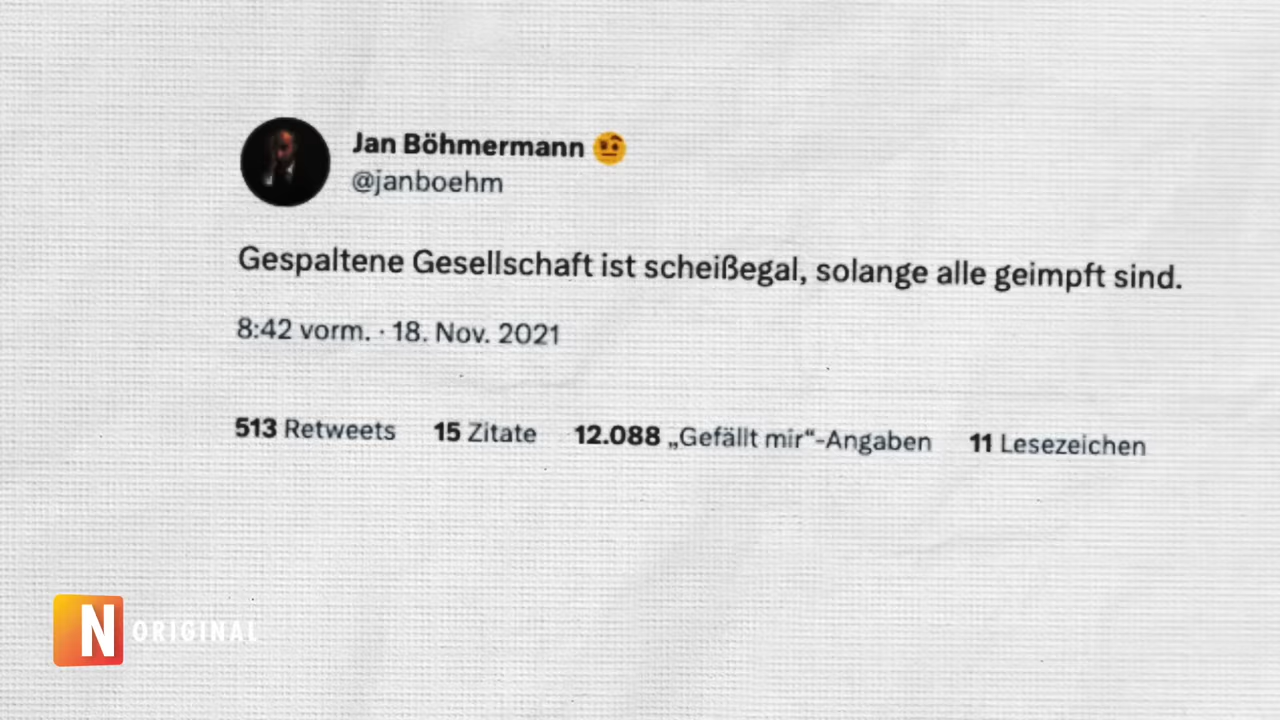 Jan Böhmermann 🤨
@janboehm
Gespaltene Gesellschaft ist scheißegal, solange alle geimpft sind.
8:42 vorm. · 18. Nov. 2021
513 Retweets 15 Zitate 12.088 „Gefällt mir“-Angaben 11 Lesezeichen
N ORIGINAL